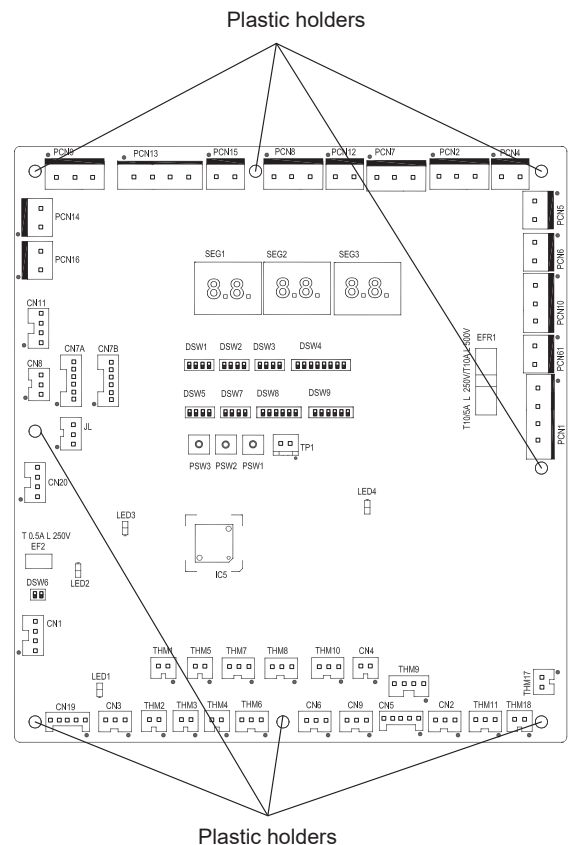 Plastic holders
PCN9 PCN13 PCN15 PCN8 PCN12 PCN7 PCN2 PCN4
PCN14
PCN5
PCN16
PCN6
SEG1 SEG2 SEG3
8.8. 8.8. 8.8.
PCN10
CN11
EFR1
T10/5A L 250V/T10A L 500V
CN8 CN7A CN7B
DSW1 DSW2 DSW3 DSW4
PCN61
DSW5 DSW7 DSW8 DSW9
JL
PCN1
TP1
PSW3 PSW2 PSW1
CN20
LED4
LED3
T 0.5A L 250V
EF2
IC5
LED2
DSW6
CN1
THM1 THM5 THM7 THM8 THM10 CN4
THM9
THM17
LED1
CN19 CN3 THM2 THM3 THM4 THM6 CN6 CN9 CN5 CN2 THM11 THM18
Plastic holders